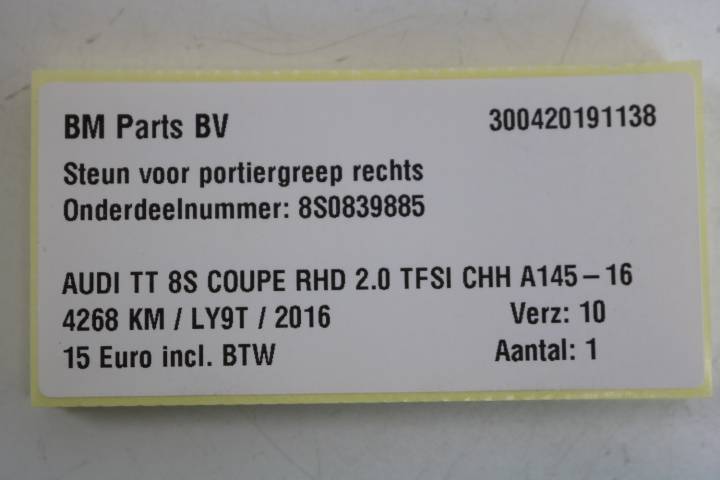 BM Parts BV 300420191138
Steun voor portiergreep rechts
Onderdeelnummer: 8S0839885
AUDI TT 8S COUPE RHD 2.0 TFSI CHH A145-16
4268 KM / LY9T / 2016 Verz: 10
15 Euro incl. BTW Aantal: 1